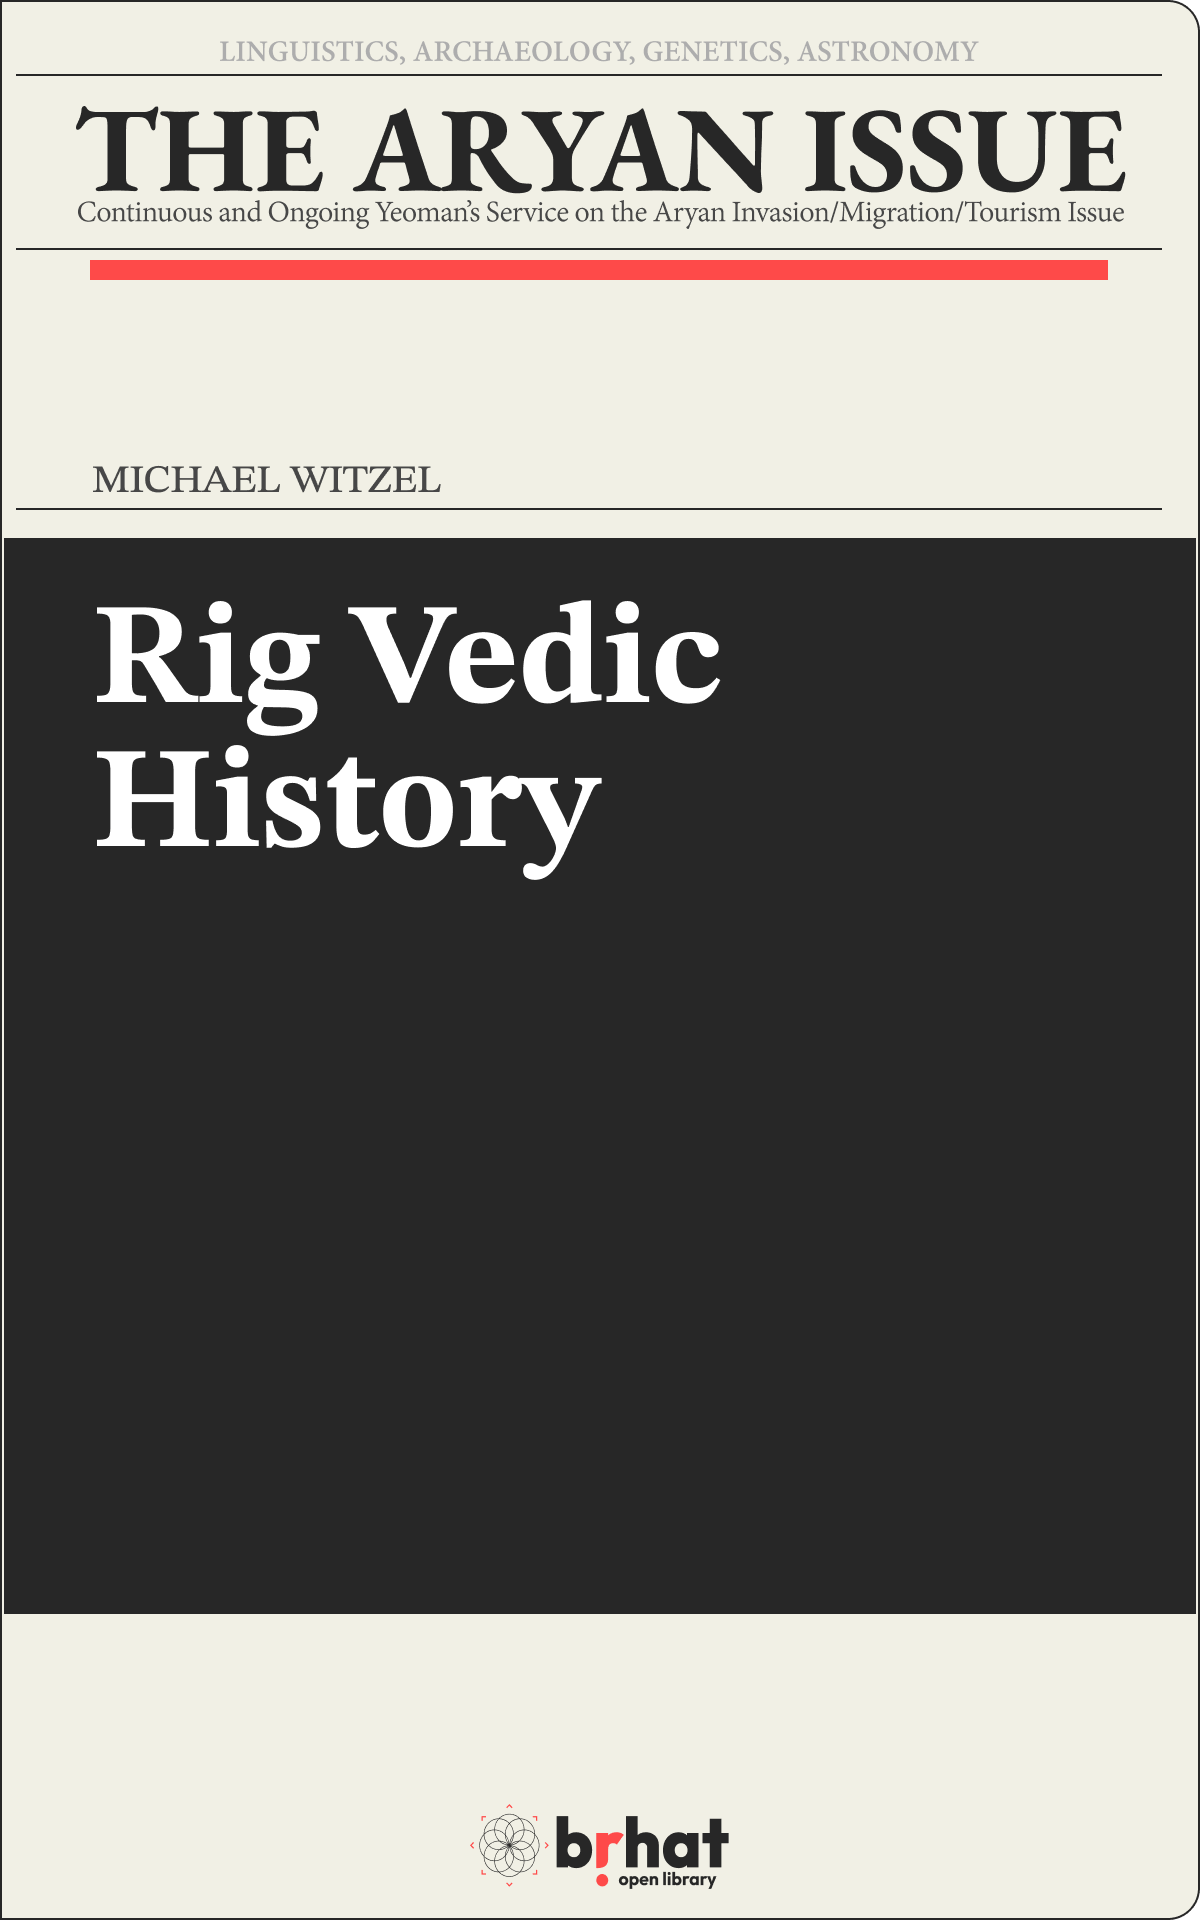 LINGUISTICS, ARCHAEOLOGY, GENETICS, ASTRONOMY
THE ARYAN ISSUE
Continuous and Ongoing Yeoman’s Service on the Aryan Invasion/Migration/Tourism Issue
MICHAEL WITZEL
Rig Vedic
History
bṛhat
open library